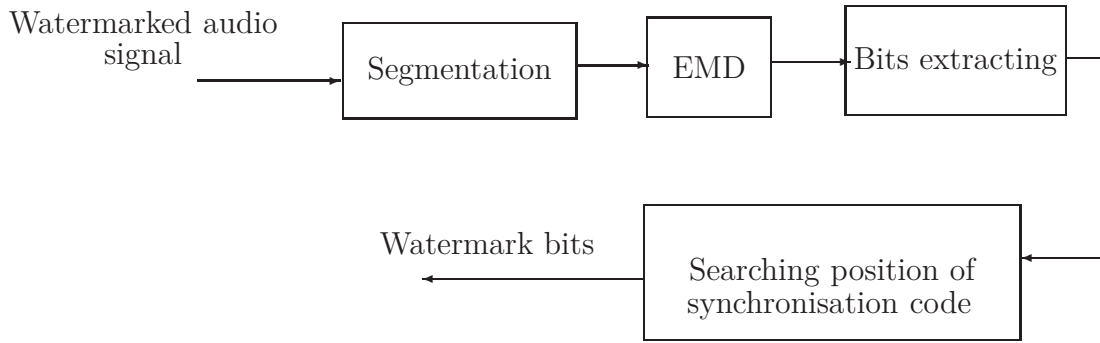 Watermarked audio
signal
Segmentation
EMD
Bits extracting
Watermark bits
Searching position of
synchronisation code